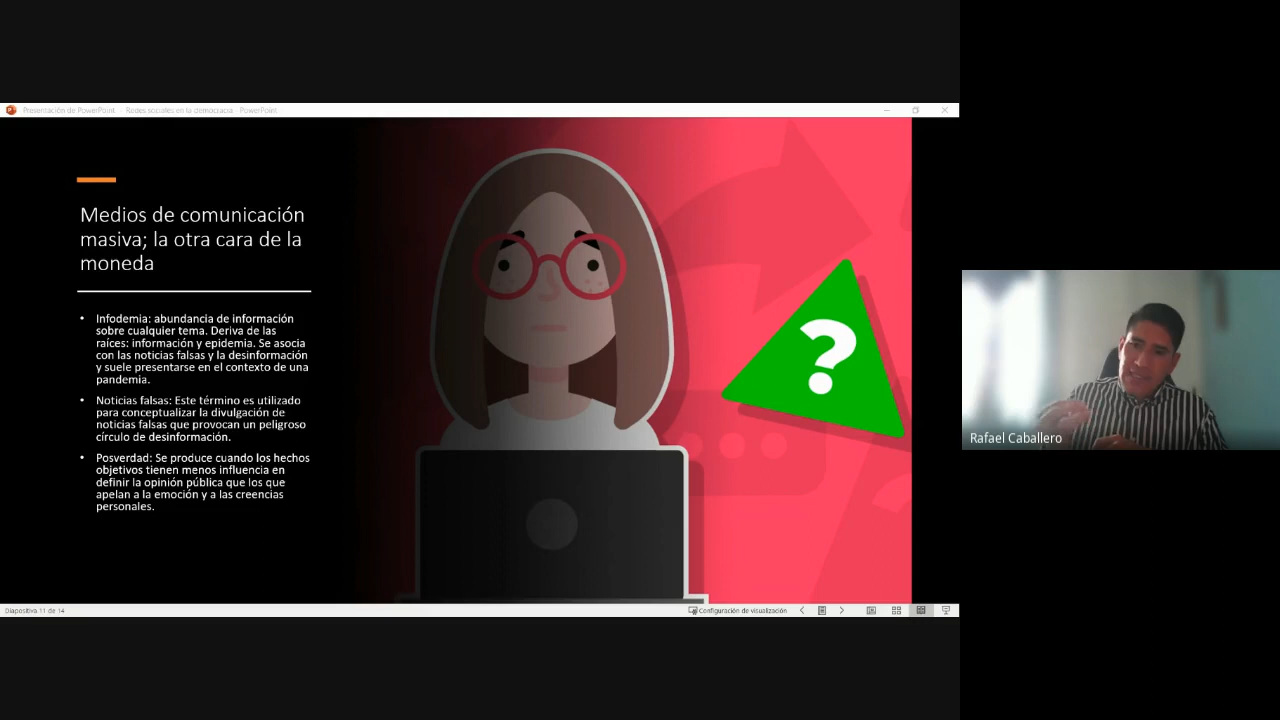 Presentación de PowerPoint - Redes sociales en la democracia - PowerPoint
Medios de comunicación
masiva; la otra cara de la
moneda
• Infodemia: abundancia de información
sobre cualquier tema. Deriva de las
raíces: información y epidemia. Se asocia
con las noticias falsas y la desinformación
y suele presentarse en el contexto de una
pandemia.
• Noticias falsas: Este término es utilizado
para conceptualizar la divulgación de
noticias falsas que provocan un peligroso
círculo de desinformación.
• Posverdad: Se produce cuando los hechos
objetivos tienen menos influencia en
definir la opinión pública que los que
apelan a la emoción y a las creencias
personales.
?
Diapositiva 11 de 14
Configuración de visualización
Rafael Caballero